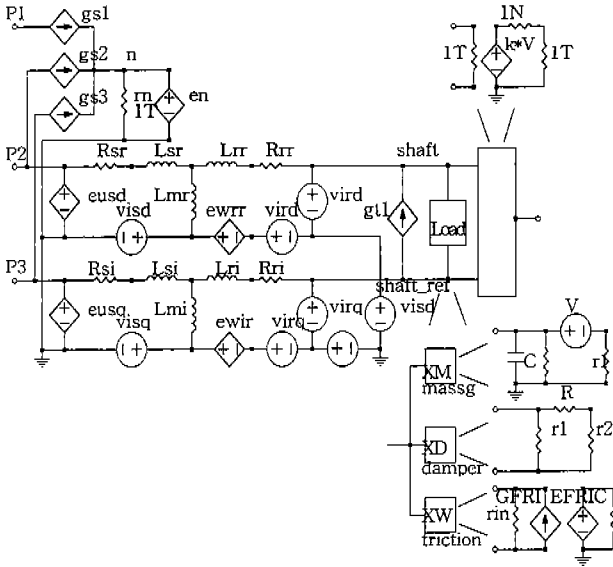 P1
gs1
gs2
n
gs3
rn
1T
en
1N
1T
k*V
1T
P2
Rsr
Lsr
Lrr
Rrr
shaft
eusd
visd
Lmr
ewrr
vird
vird
gt1
Load
P3
Rsi
Lsi
Lri
Rri
shaft_ref
eusq
visq
Lmi
ewir
virq
virq
visd
V
C
r1
XM
massg
R
r1
r2
XD
damper
GFRI
EFRIC
rin
XW
friction